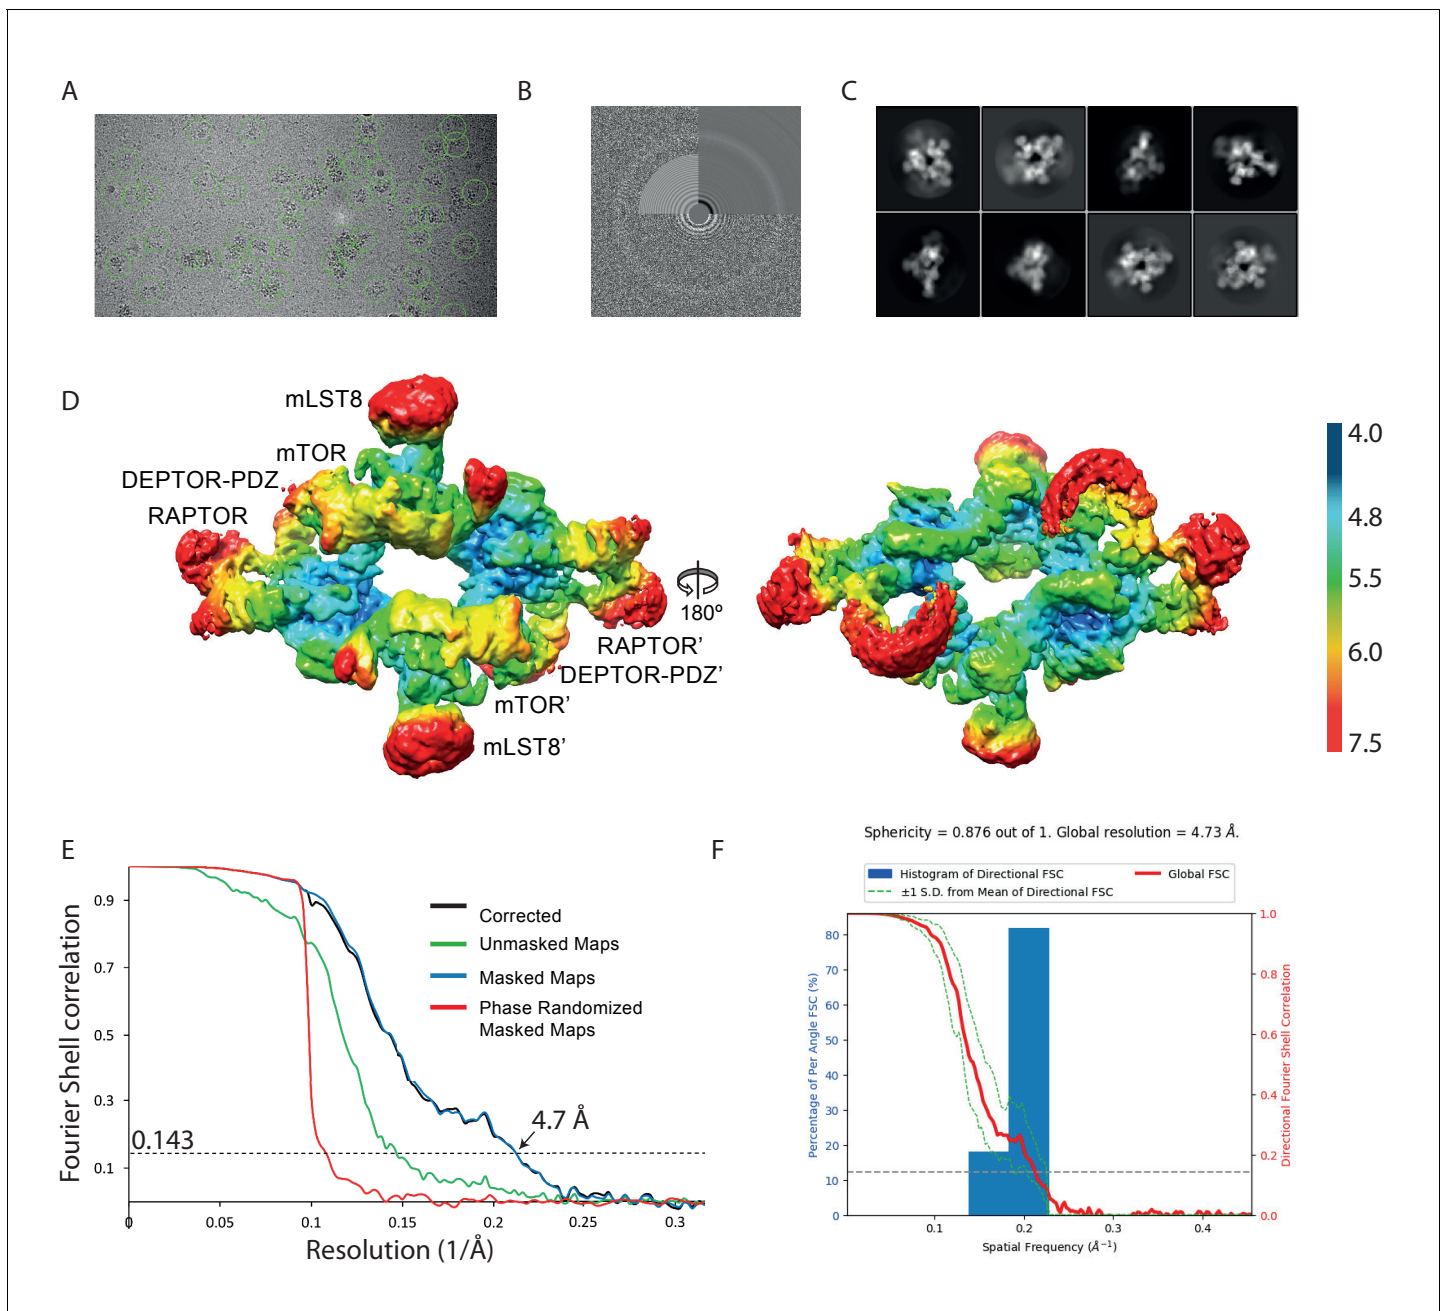 A
B
C
D
mLST8
mTOR
DEPTOR-PDZ
RAPTOR
180º
RAPTOR’
DEPTOR-PDZ’
mTOR’
mLST8’
4.0
4.8
5.5
6.0
7.5
E
Fourier Shell correlation
0.9
0.7
0.5
0.3
0.1
0.143
4.7 Å
Corrected
Unmasked Maps
Masked Maps
Phase Randomized
Masked Maps
0
0.05
0.1
0.15
0.2
0.25
0.3
Resolution (1/Å)
F
Sphericity = 0.876 out of 1. Global resolution = 4.73 Å.
Histogram of Directional FSC
Global FSC
±1 S.D. from Mean of Directional FSC
Percentage of Per Angle FSC (%)
80
70
60
50
40
30
20
10
0
1.0
0.8
0.6
0.4
0.2
0.0
Directional Fourier Shell Correlation
0.1
0.2
0.3
0.4
Spatial Frequency (Å⁻¹)